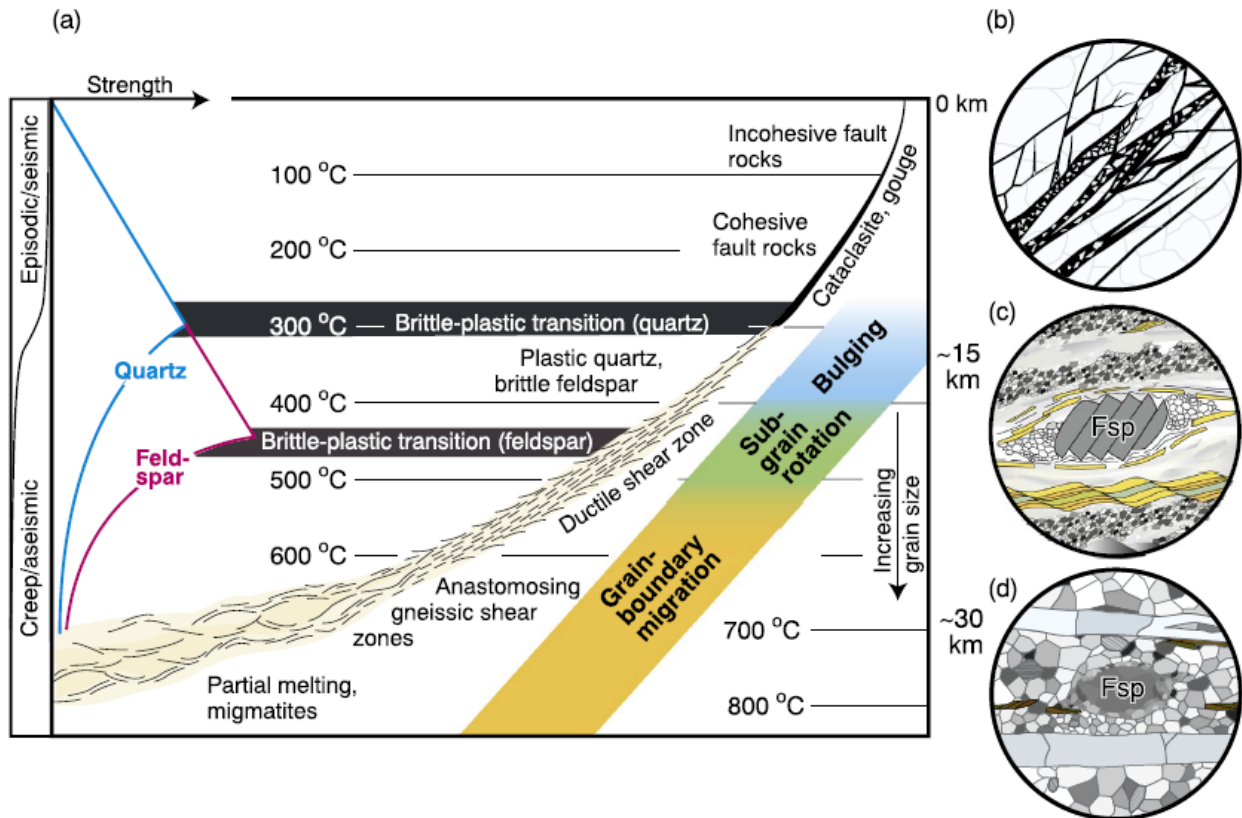 (a)
(b)
Strength
0 km
Episodic/seismic
Creep/aseismic
Incohesive fault
rocks
100 °C
200 °C
Cohesive
fault rocks
Cataclasite, gouge
300 °C
Brittle-plastic transition (quartz)
(c)
Quartz
Plastic quartz,
brittle feldspar
Bulging
~15
km
400 °C
Brittle-plastic transition (feldspar)
Feld-
spar
Sub-
grain
rotation
Fsp
500 °C
Ductile shear zone
Increasing
grain size
600 °C
Grain-
boundary
migration
Anastomosing
gneissic shear
zones
(d)
700 °C
~30
km
Partial melting,
migmatites
800 °C
Fsp